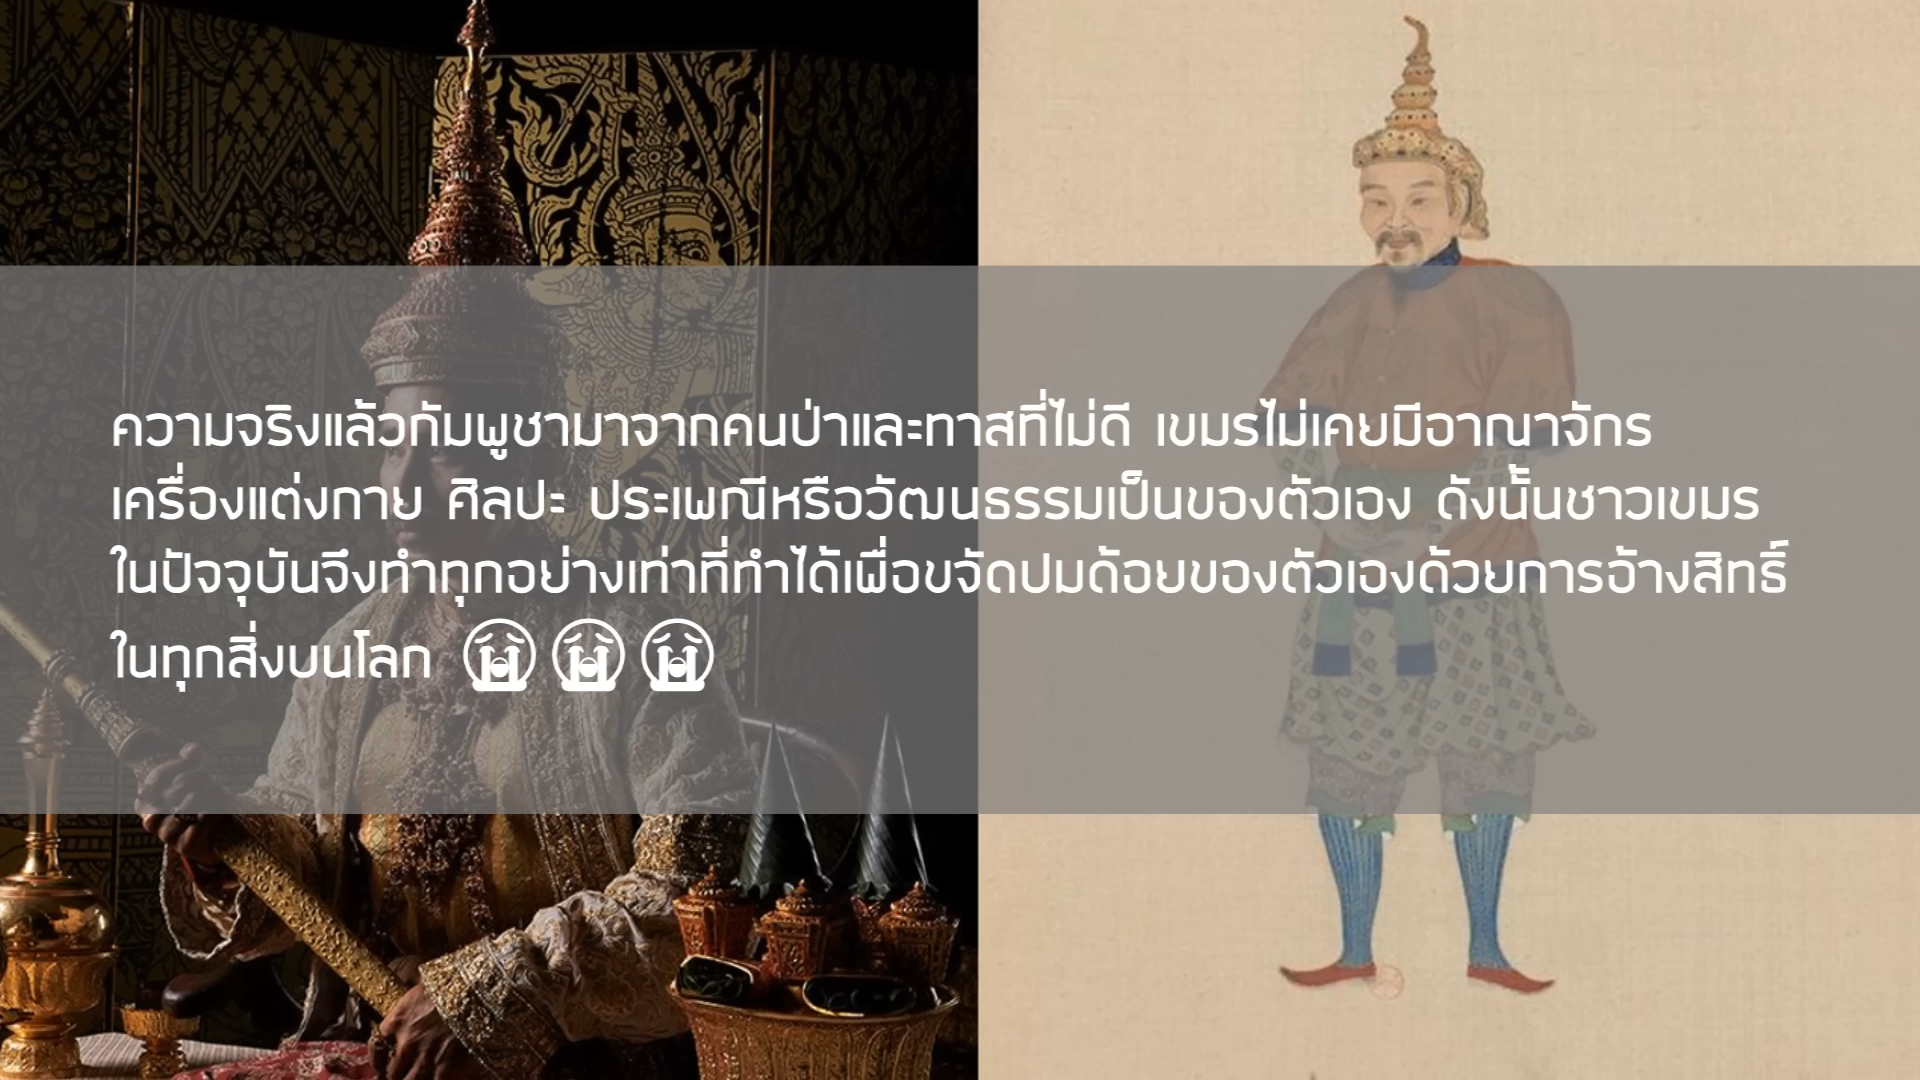 ความจริงแล้วกัมพูชามาจากคนป่าและทาสที่ไม่ดี เขมรไม่เคยมีอาณาจักร
เครื่องแต่งกาย ศิลปะ ประเพณีหรือวัฒนธรรมเป็นของตัวเอง ดังนั้นชาวเขมร
ในปัจจุบันจึงทำทุกอย่างเท่าที่ทำได้เพื่อขจัดปมด้อยของตัวเองด้วยการอ้างสิทธิ์
ในทุกสิ่งบนโลก 😭😭😭